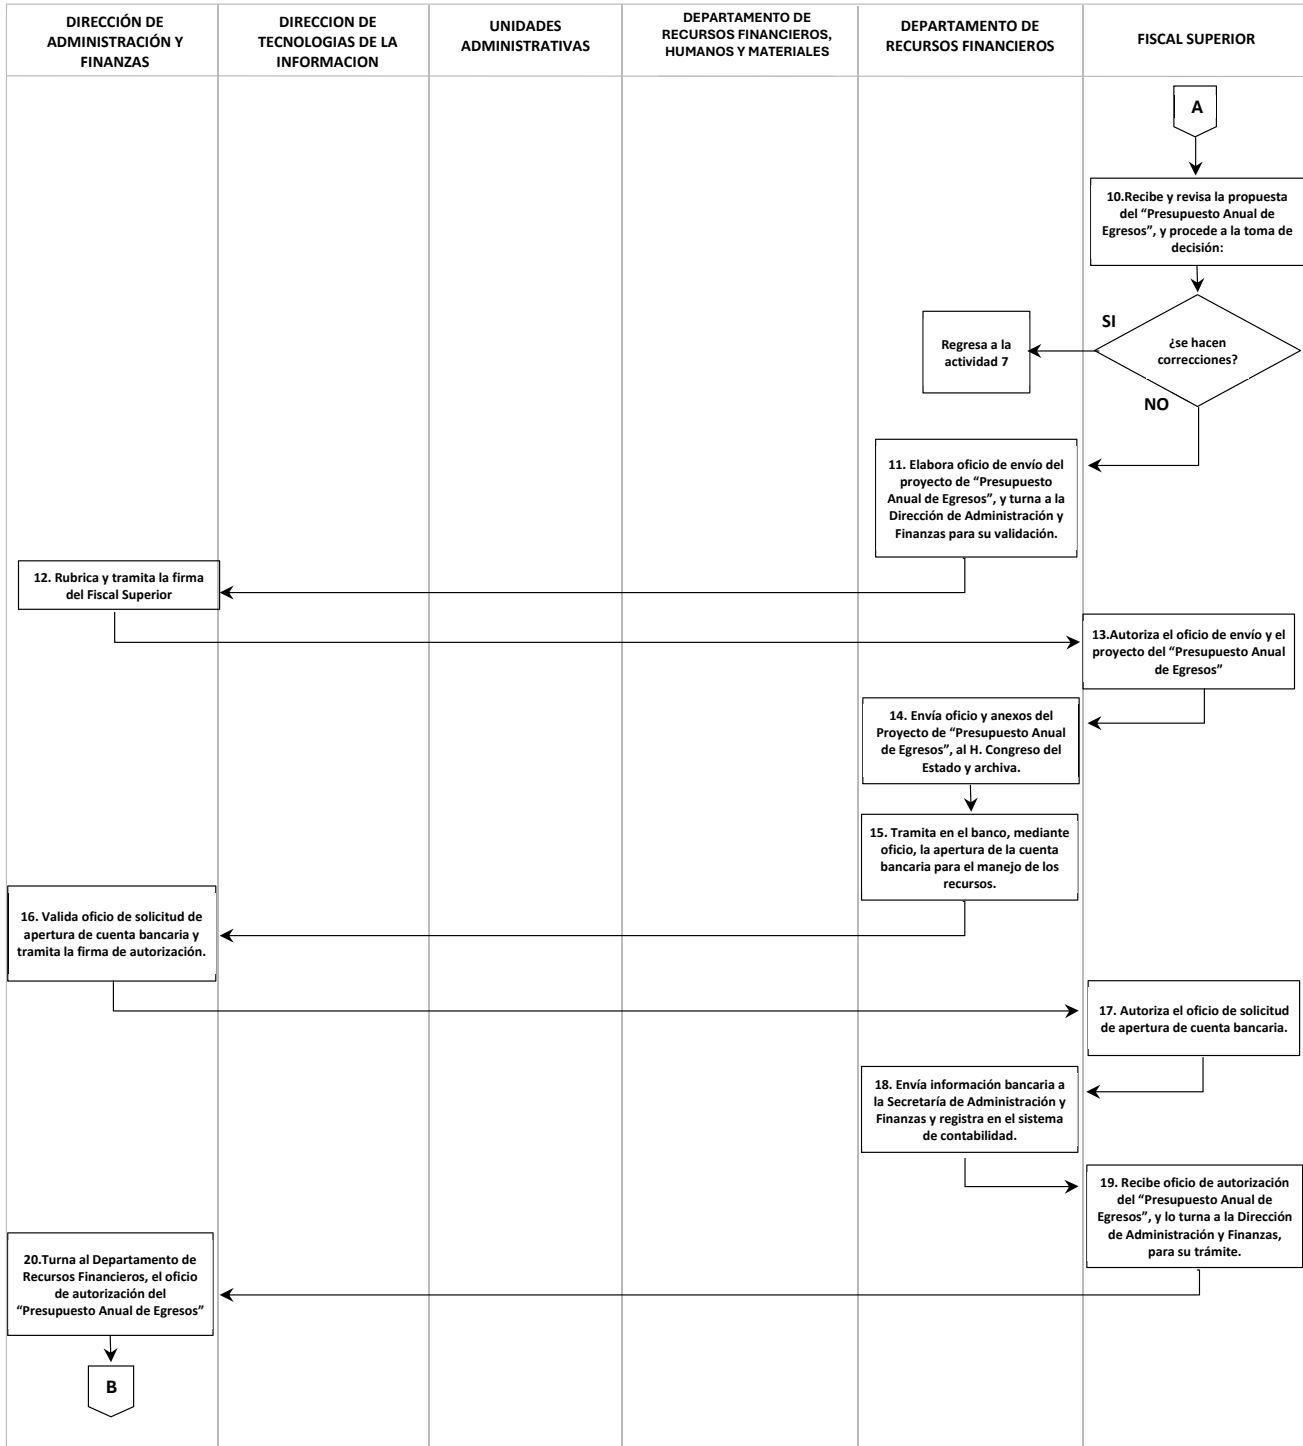 DIRECCIÓN DE
ADMINISTRACIÓN Y
FINANZAS
DIRECCION DE
TECNOLOGIAS DE LA
INFORMACION
UNIDADES
ADMINISTRATIVAS
DEPARTAMENTO DE
RECURSOS FINANCIEROS,
HUMANOS Y MATERIALES
DEPARTAMENTO DE
RECURSOS FINANCIEROS
FISCAL SUPERIOR
A
10.Recibe y revisa la propuesta
del “Presupuesto Anual de
Egresos”, y procede a la toma de
decisión:
SI
¿se hacen
correcciones?
Regresa a la
actividad 7
NO
11. Elabora oficio de envío del
proyecto de “Presupuesto
Anual de Egresos”, y turna a la
Dirección de Administración y
Finanzas para su validación.
12. Rubrica y tramita la firma
del Fiscal Superior
13.Autoriza el oficio de envío y el
proyecto del “Presupuesto Anual
de Egresos”
14. Envía oficio y anexos del
Proyecto de “Presupuesto Anual
de Egresos”, al H. Congreso del
Estado y archiva.
15. Tramita en el banco, mediante
oficio, la apertura de la cuenta
bancaria para el manejo de los
recursos.
16. Valida oficio de solicitud de
apertura de cuenta bancaria y
tramita la firma de autorización.
17. Autoriza el oficio de solicitud
de apertura de cuenta bancaria.
18. Envía información bancaria a
la Secretaría de Administración y
Finanzas y registra en el sistema
de contabilidad.
19. Recibe oficio de autorización
del “Presupuesto Anual de
Egresos”, y lo turna a la Dirección
de Administración y Finanzas,
para su trámite.
20.Turna al Departamento de
Recursos Financieros, el oficio
de autorización del
“Presupuesto Anual de Egresos”
B